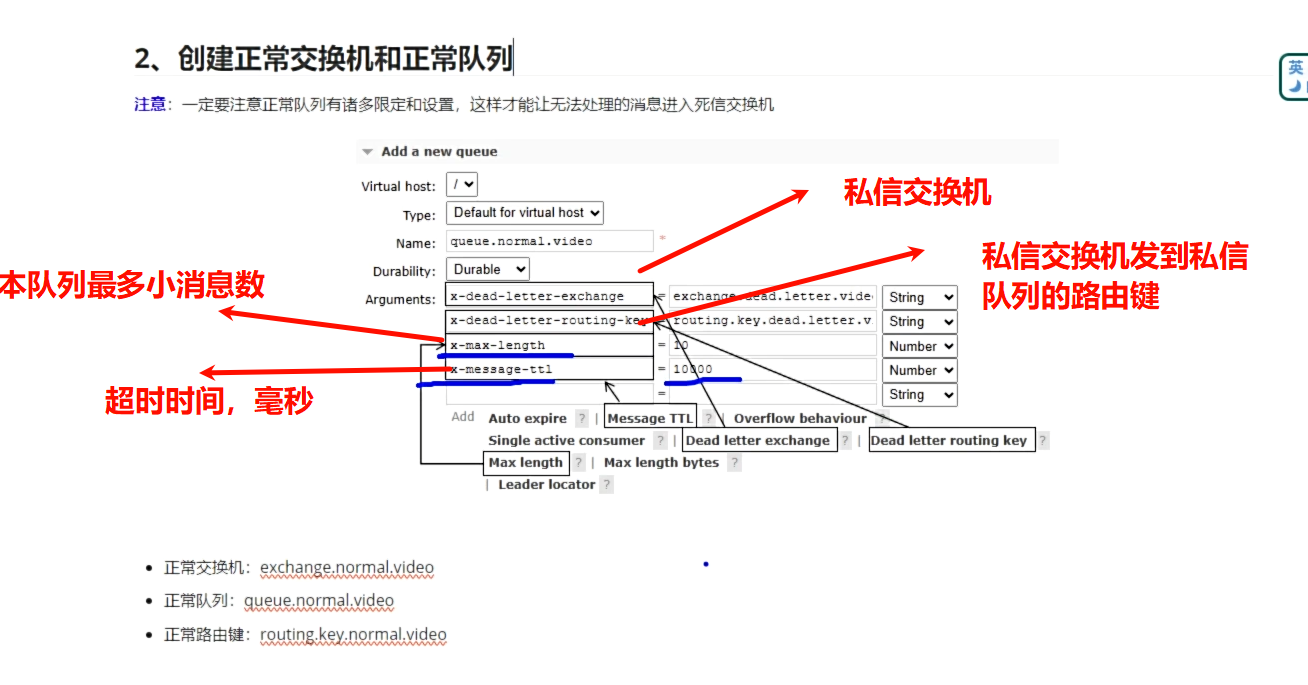 2、创建正常交换机和正常队列
英
注意：一定要注意正常队列有诸多限定和设置，这样才能让无法处理的消息进入死信交换机
Add a new queue
Virtual host: /
私信交换机
Type: Default for virtual host
Name: queue.normal.video *
私信交换机发到私信
队列的路由键
Durability: Durable
本队列最多小消息数
Arguments: x-dead-letter-exchange = exchange.dead.letter.vide String
x-dead-letter-routing-key = routing.key.dead.letter.v String
x-max-length = 10 Number
x-message-ttl = 10000 Number
超时时间，毫秒
= String
Add Auto expire ? | Message TTL ? | Overflow behaviour ?
Single active consumer ? | Dead letter exchange ? | Dead letter routing key ?
Max length ? | Max length bytes ?
| Leader locator ?
• 正常交换机：exchange.normal.video
• 正常队列：queue.normal.video
• 正常路由键：routing.key.normal.video